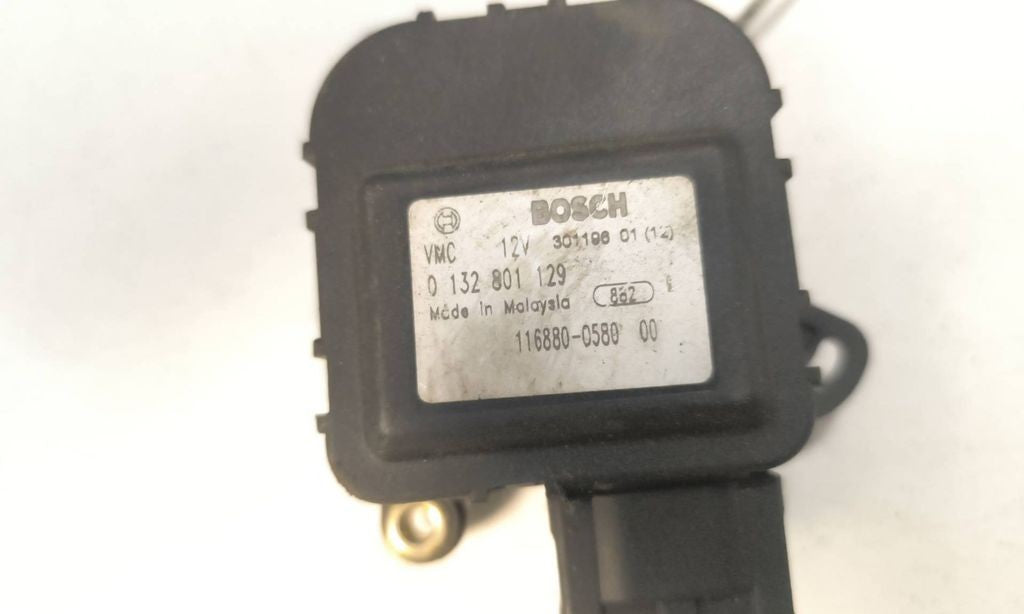 BOSCH
VMC 12V 301196 01 (12)
0 132 801 129
Made in Malaysia 862
116880-0580 00